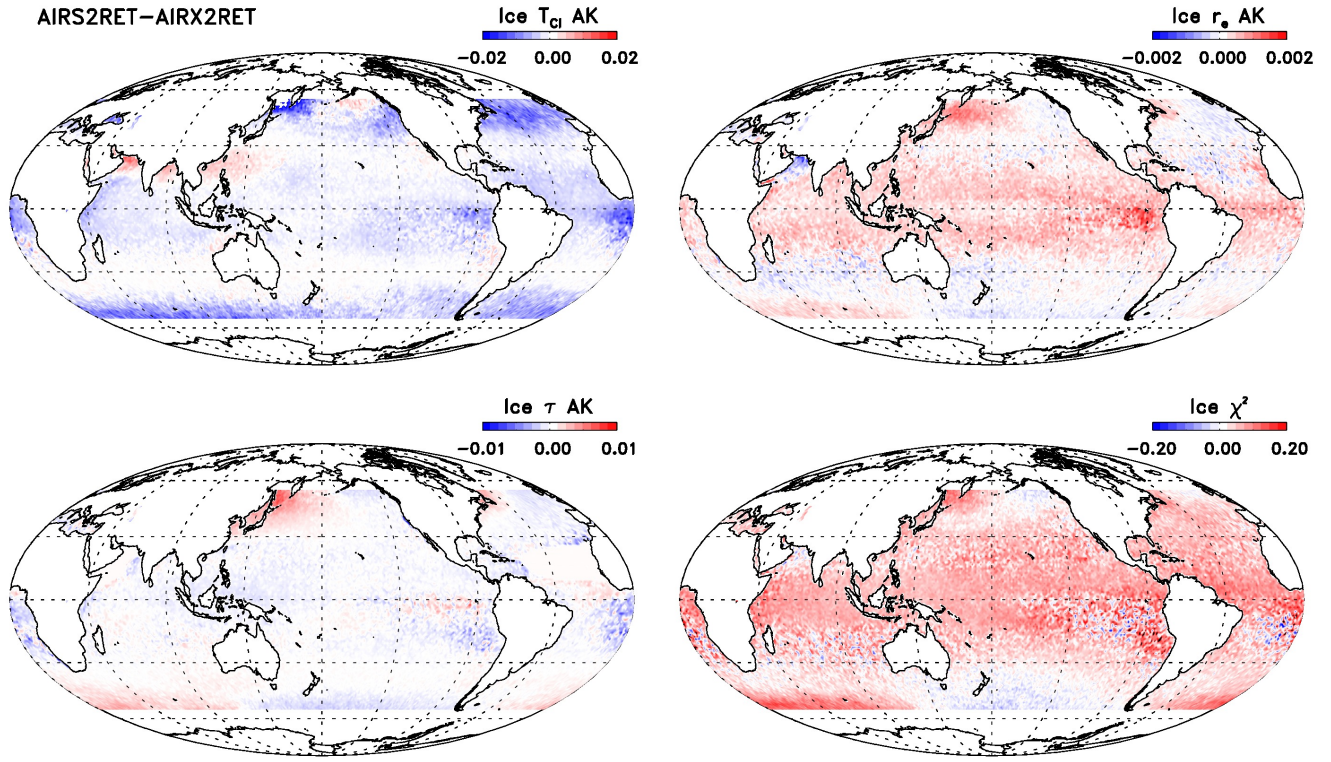 AIRS2RET−AIRX2RET
Ice T_CI AK
−0.02 0.00 0.02
Ice r_e AK
−0.002 0.000 0.002
Ice τ AK
−0.01 0.00 0.01
Ice χ²
−0.20 0.00 0.20